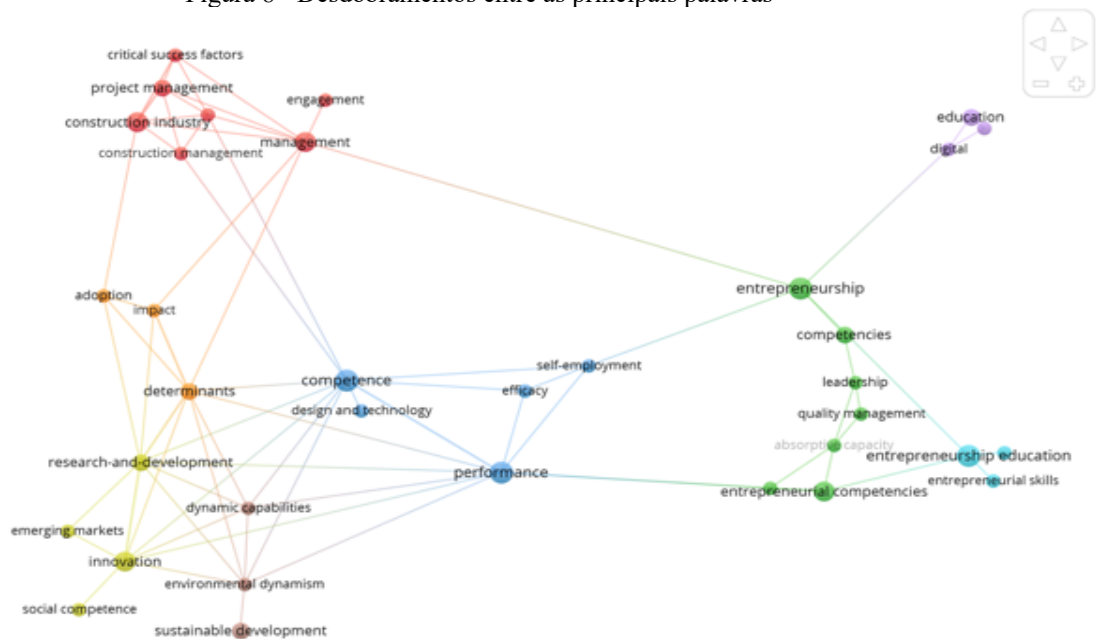 Figura 6 - Desdobramentos entre as principais palavras
critical success factors
project management
engagement
construction industry
management
construction management
education
digital
entrepreneurship
adoption
impact
competencies
self-employment
competence
leadership
determinants
efficacy
design and technology
quality management
absorptive capacity
entrepreneurship education
research-and-development
performance
entrepreneurial skills
entrepreneurial competencies
dynamic capabilities
emerging markets
innovation
environmental dynamism
social competence
sustainable development